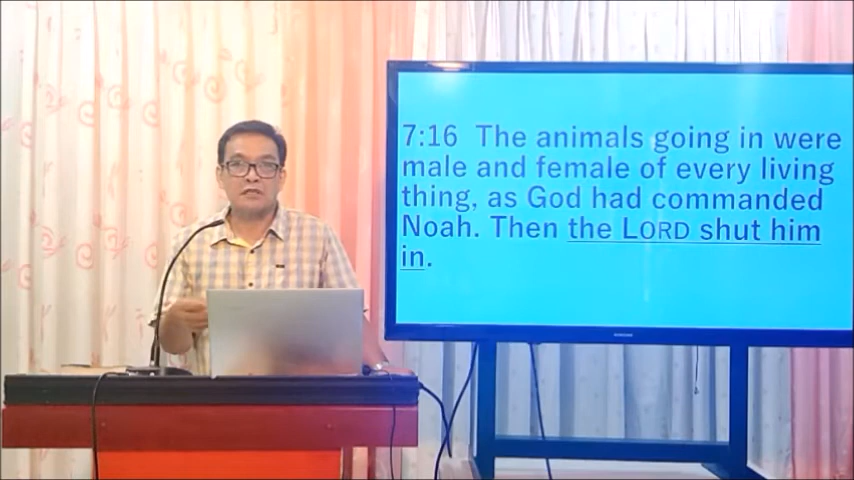 7:16 The animals going in were
male and female of every living
thing, as God had commanded
Noah. Then the LORD shut him
in.
SAMSUNG